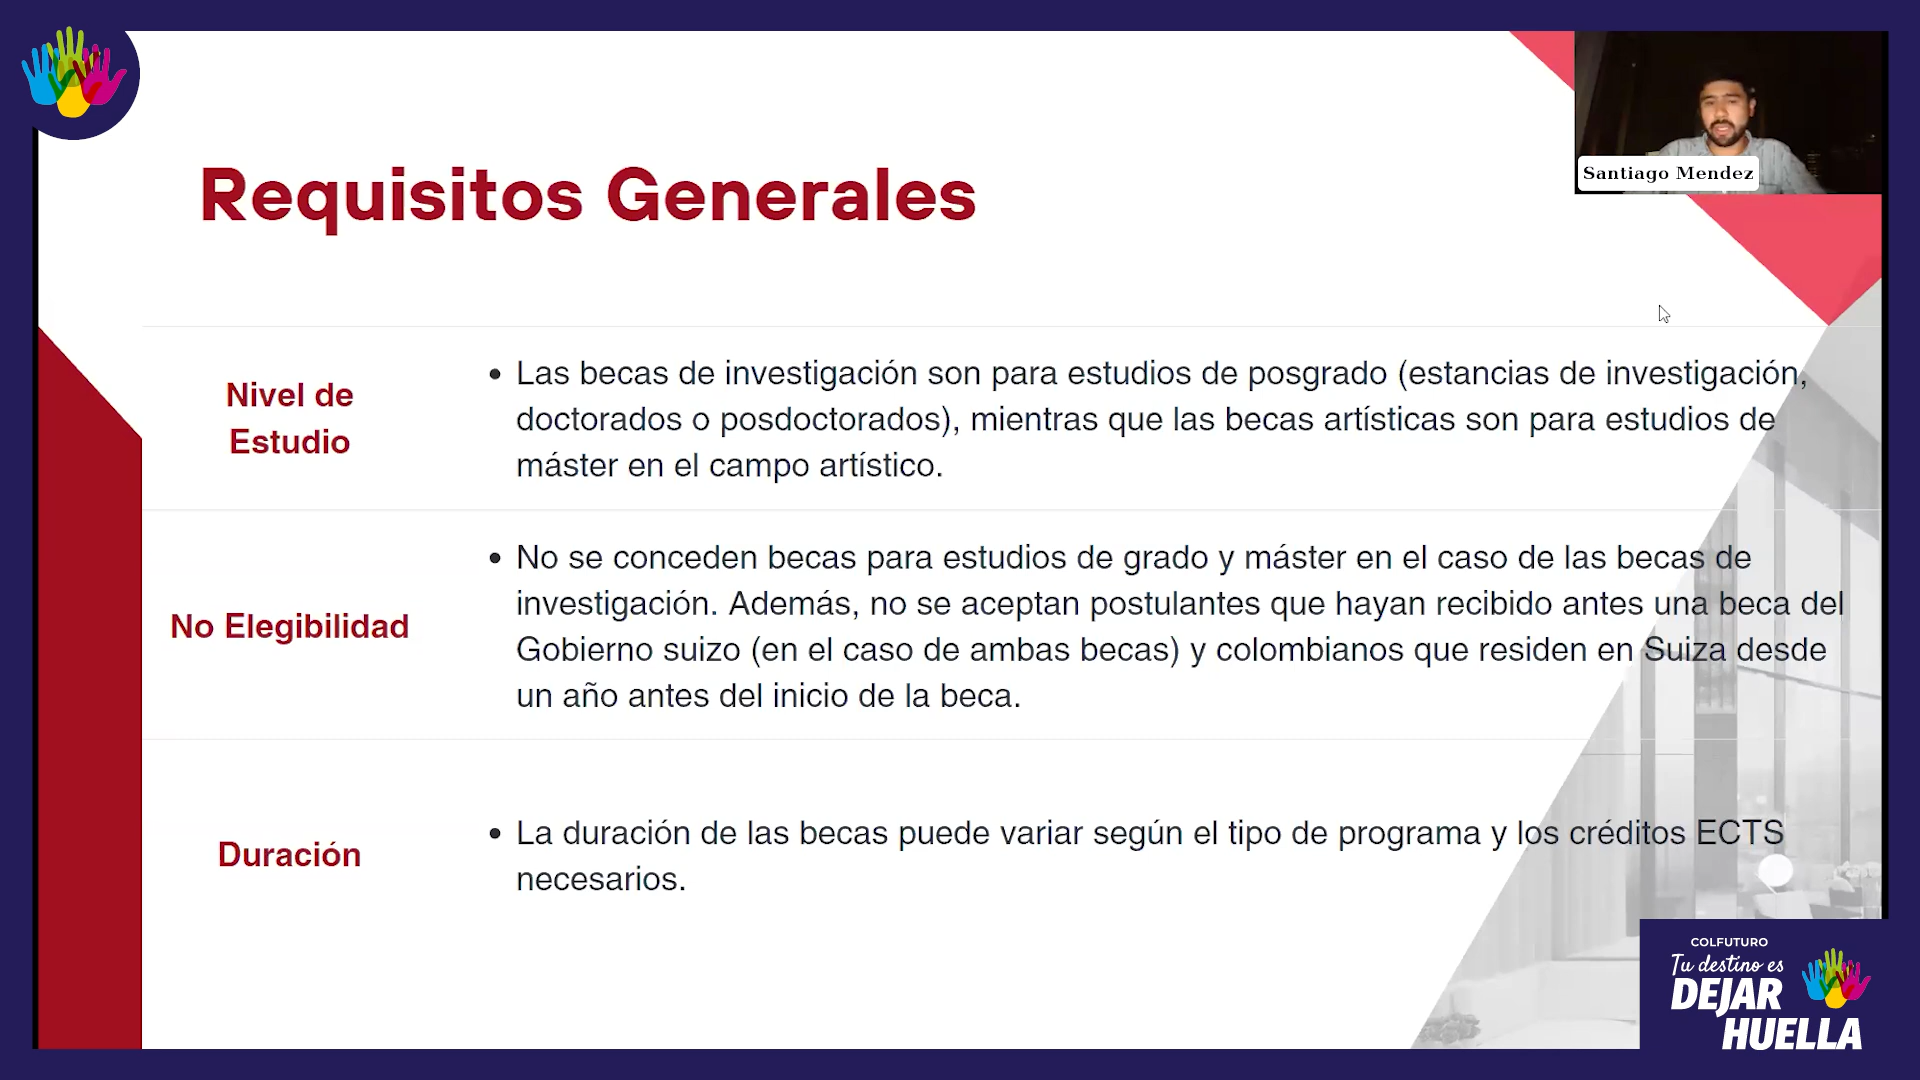 Requisitos Generales
Santiago Mendez
Nivel de
Estudio
• Las becas de investigación son para estudios de posgrado (estancias de investigación,
doctorados o posdoctorados), mientras que las becas artísticas son para estudios de
máster en el campo artístico.
No Elegibilidad
• No se conceden becas para estudios de grado y máster en el caso de las becas de
investigación. Además, no se aceptan postulantes que hayan recibido antes una beca del
Gobierno suizo (en el caso de ambas becas) y colombianos que residen en Suiza desde
un año antes del inicio de la beca.
Duración
• La duración de las becas puede variar según el tipo de programa y los créditos ECTS
necesarios.
COLFUTURO
Tu destino es
DEJAR
HUELLA